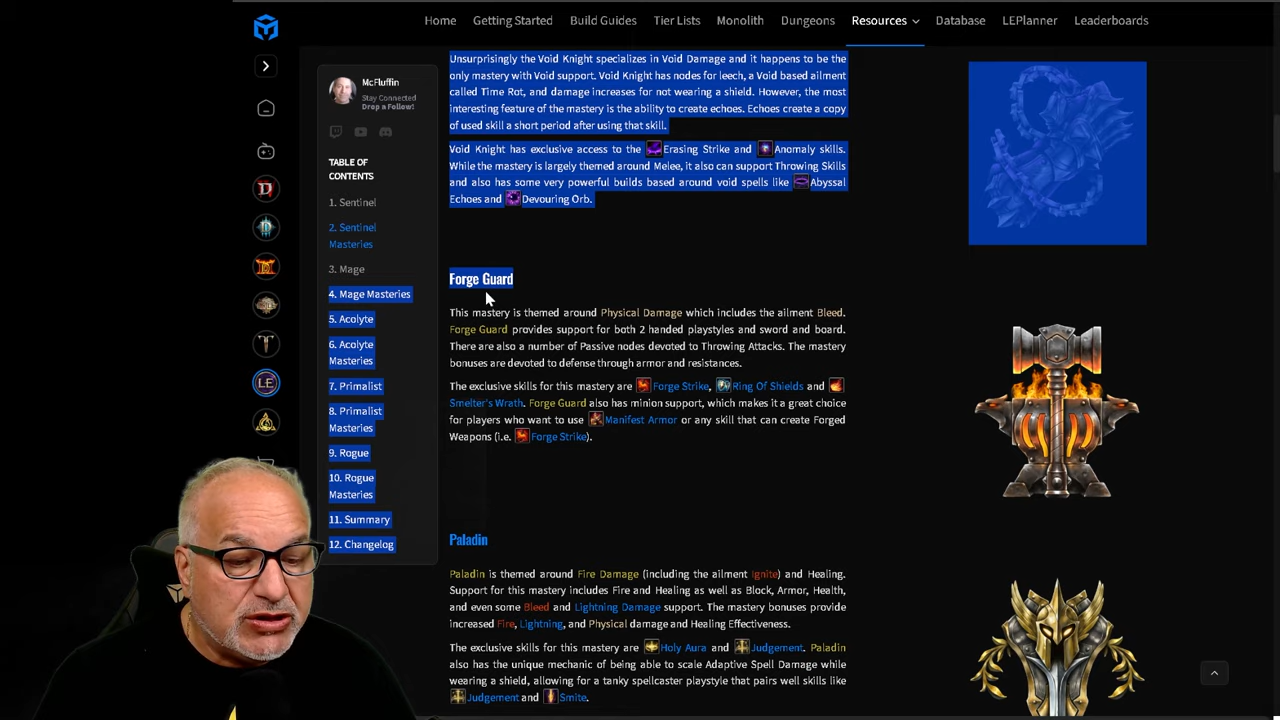 Home Getting Started Build Guides Tier Lists Monolith Dungeons Resources Database LEPlanner Leaderboards
McFluffin
Stay Connected
Drop a Follow!
TABLE OF
CONTENTS
1. Sentinel
2. Sentinel
Masteries
3. Mage
4. Mage Masteries
5. Acolyte
6. Acolyte
Masteries
7. Primalist
8. Primalist
Masteries
9. Rogue
10. Rogue
Masteries
11. Summary
12. Changelog
Unsurprisingly the Void Knight specializes in Void Damage and it happens to be the
only mastery with Void support. Void Knight has nodes for leech, a Void based ailment
called Time Rot, and damage increases for not wearing a shield. However, the most
interesting feature of the mastery is the ability to create echoes. Echoes create a copy
of used skill a short period after using that skill.
Void Knight has exclusive access to the Erasing Strike and Anomaly skills.
While the mastery is largely themed around Melee, it also can support Throwing Skills
and also has some very powerful builds based around void spells like Abyssal
Echoes and Devouring Orb.
Forge Guard
This mastery is themed around Physical Damage which includes the ailment Bleed.
Forge Guard provides support for both 2 handed playstyles and sword and board.
There are also a number of Passive nodes devoted to Throwing Attacks. The mastery
bonuses are devoted to defense through armor and resistances.
The exclusive skills for this mastery are Forge Strike, Ring Of Shields and
Smelter's Wrath. Forge Guard also has minion support, which makes it a great choice
for players who want to use Manifest Armor or any skill that can create Forged
Weapons (i.e. Forge Strike).
Paladin
Paladin is themed around Fire Damage (including the ailment Ignite) and Healing.
Support for this mastery includes Fire and Healing as well as Block, Armor, Health,
and even some Bleed and Lightning Damage support. The mastery bonuses provide
increased Fire, Lightning, and Physical damage and Healing Effectiveness.
The exclusive skills for this mastery are Holy Aura and Judgement. Paladin
also has the unique mechanic of being able to scale Adaptive Spell Damage while
wearing a shield, allowing for a tanky spellcaster playstyle that pairs well skills like
Judgement and Smite.
LE